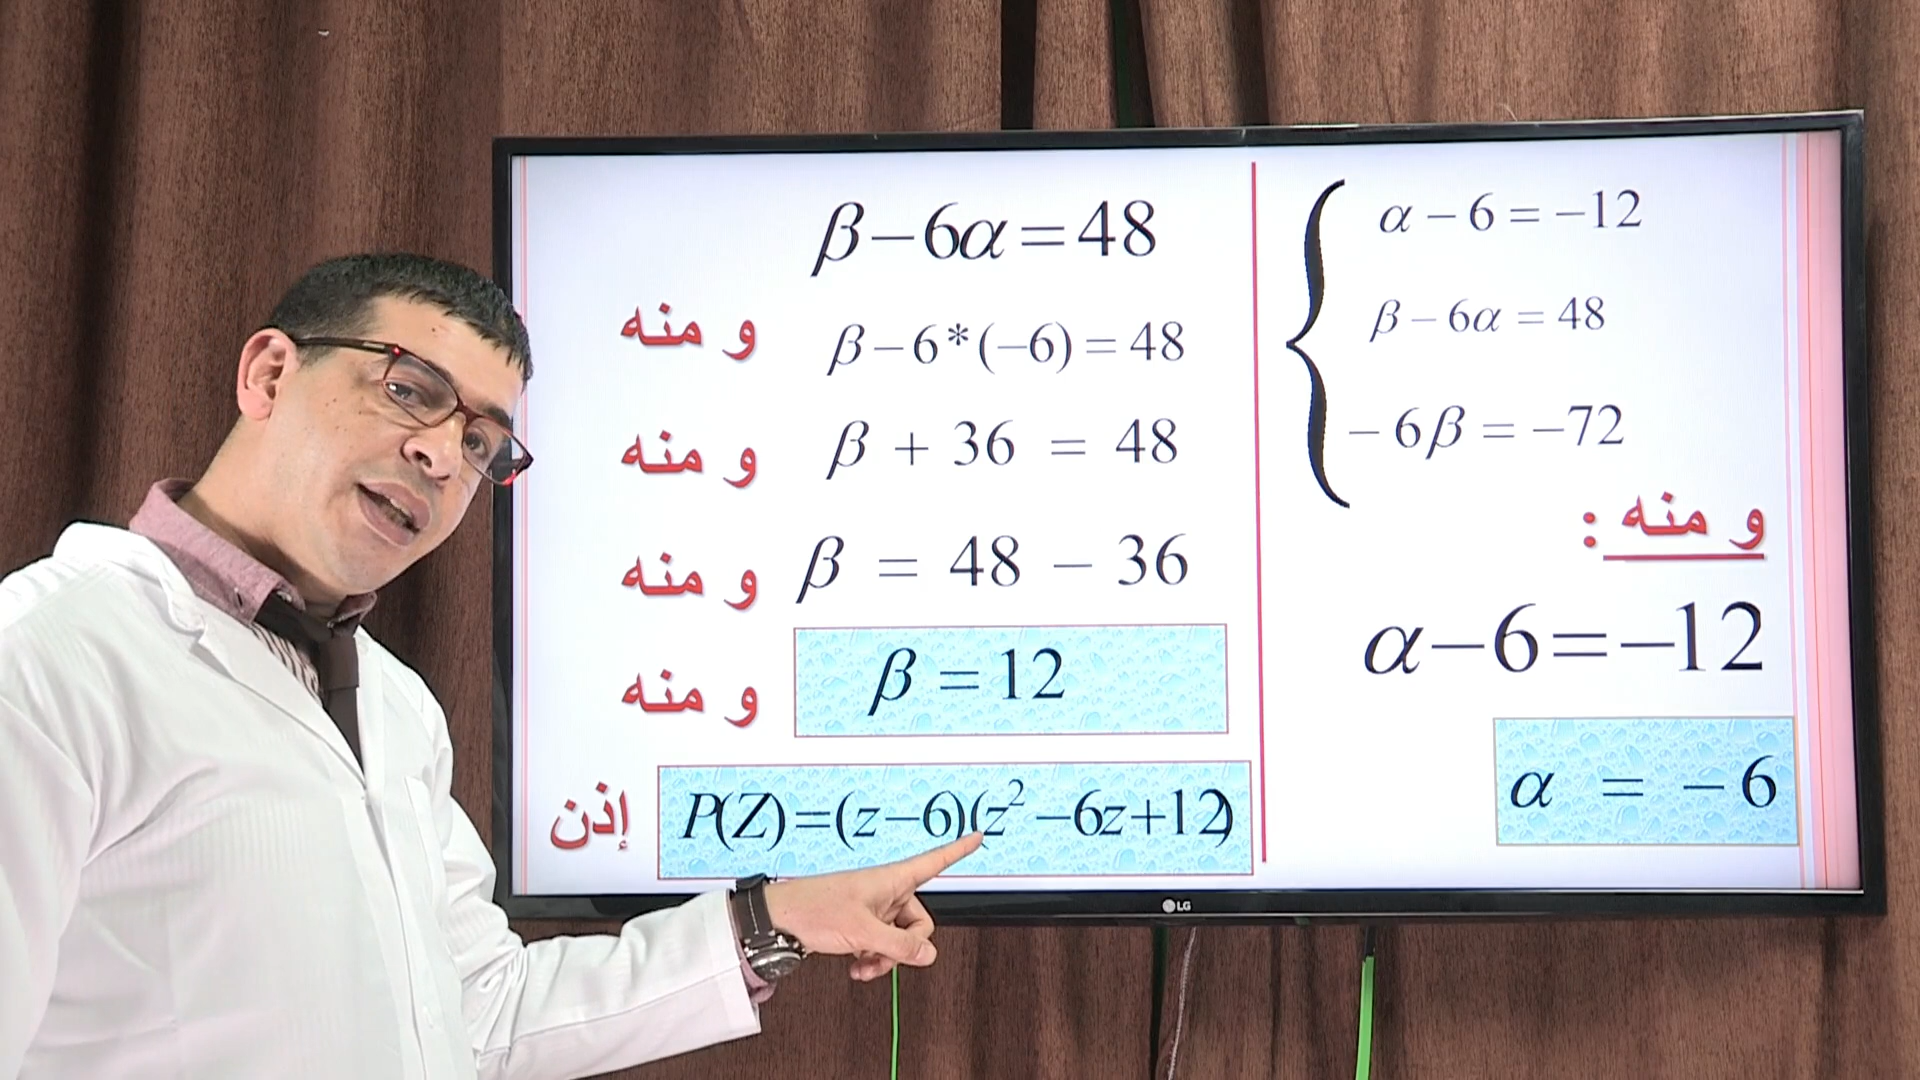 α − 6 = −12
β − 6α = 48
− 6β = −72
و منه :
α − 6 = −12
α = − 6
β − 6α = 48
و منه β − 6*(−6) = 48
و منه β + 36 = 48
و منه β = 48 − 36
و منه β = 12
إذن P(Z)=(z−6)(z²−6z+12)
LG